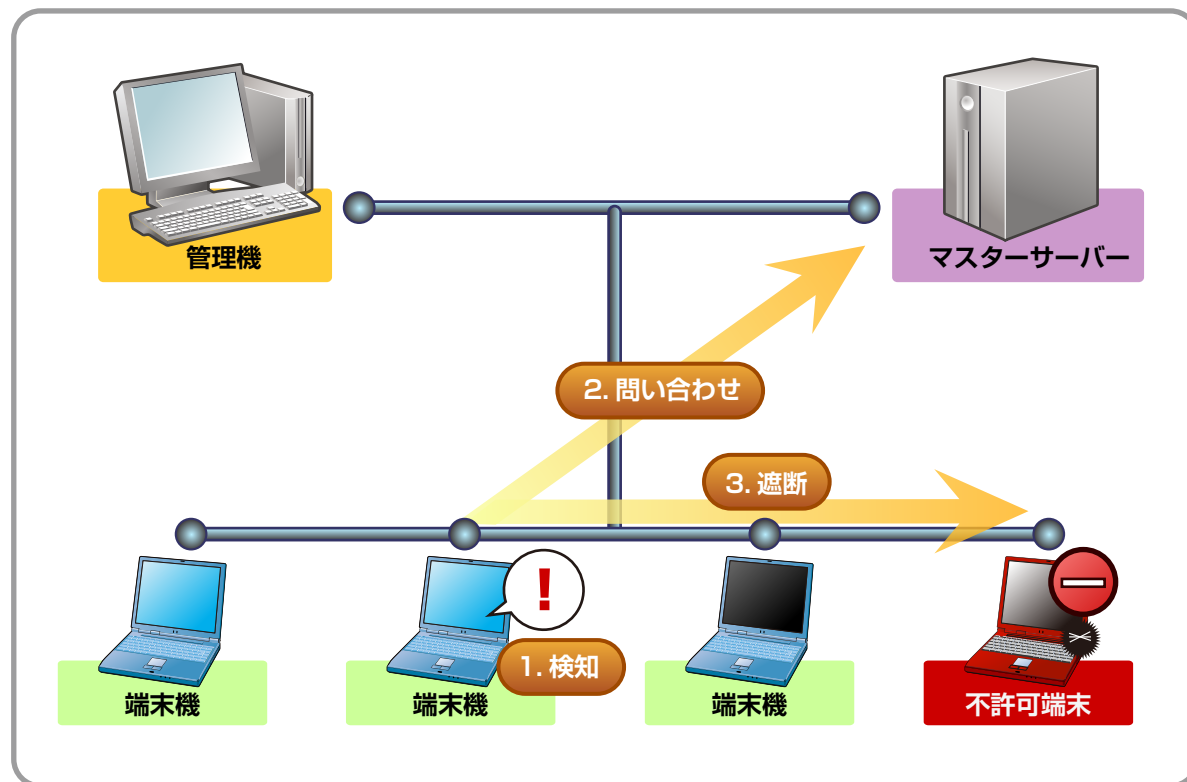 管理機
マスターサーバー
2. 問い合わせ
3. 遮断
!
1. 検知
端末機
端末機
端末機
不許可端末